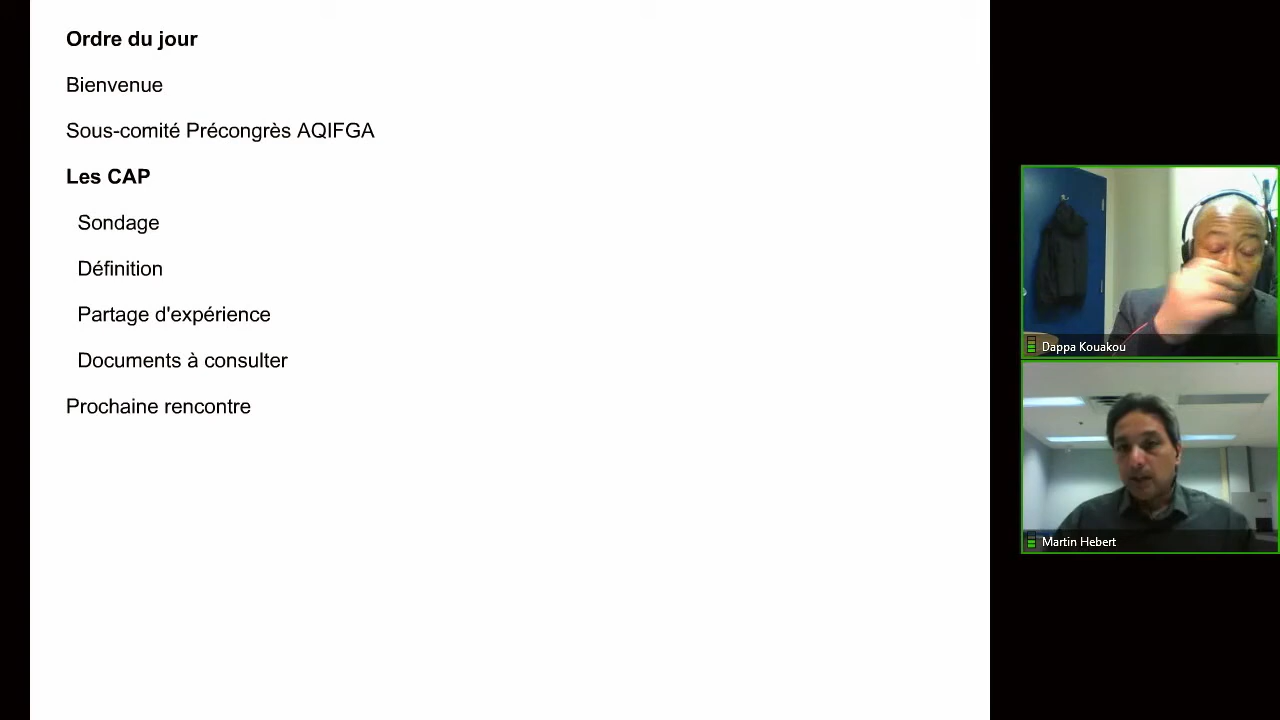 Ordre du jour
Bienvenue
Sous-comité Précongrès AQIFGA
Les CAP
Sondage
Définition
Partage d'expérience
Documents à consulter
Prochaine rencontre
Dappa Kouakou
Martin Hebert